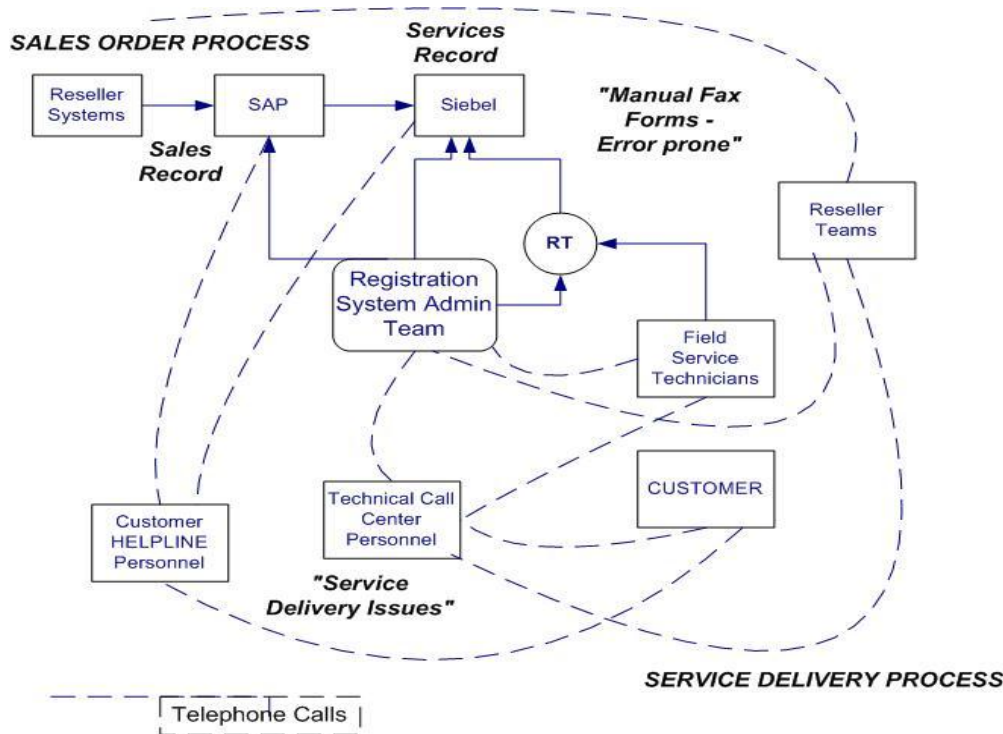 SALES ORDER PROCESS
Services
Record
Reseller
Systems
SAP
Siebel
"Manual Fax
Forms -
Error prone"
Sales
Record
Reseller
Teams
RT
Registration
System Admin
Team
Field
Service
Technicians
CUSTOMER
Technical Call
Center
Personnel
Customer
HELPLINE
Personnel
"Service
Delivery Issues"
SERVICE DELIVERY PROCESS
Telephone Calls